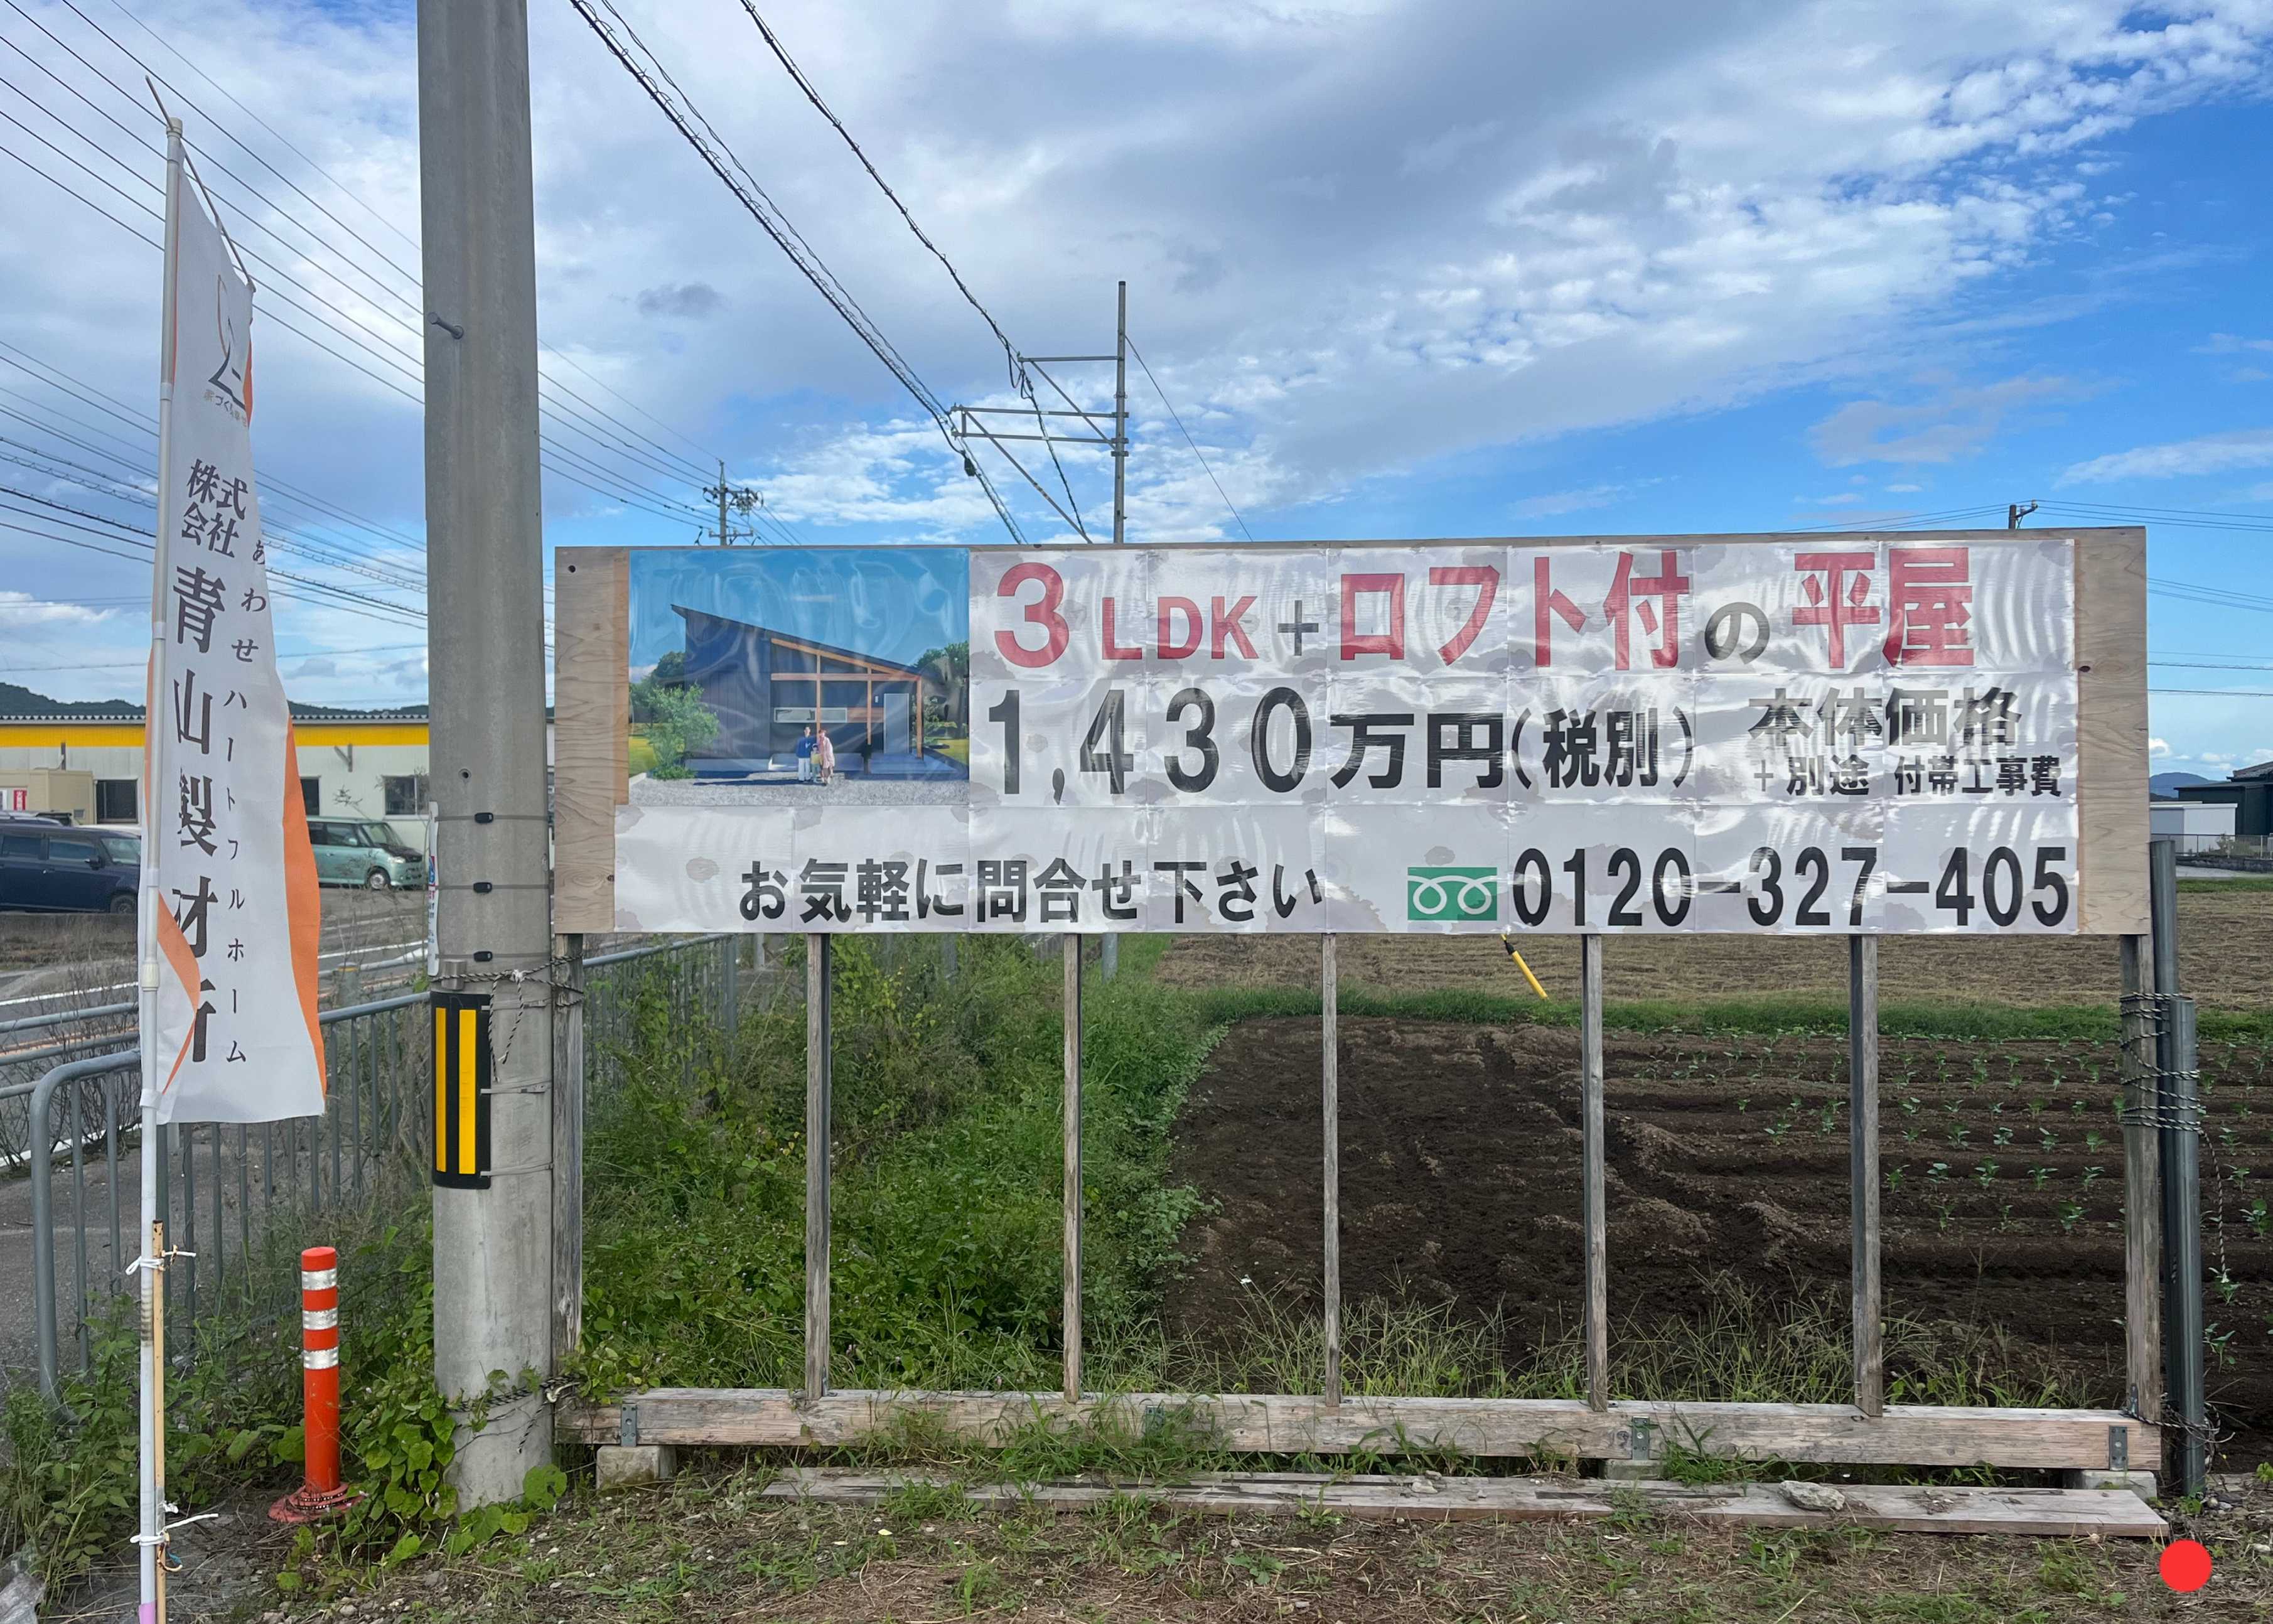 株式
会社
青山製材所
あわせハートフルホーム
3LDK+ロフト付の平屋
1,430万円(税別)
本体価格
+別途 付帯工事費
お気軽に問合せ下さい
0120-327-405